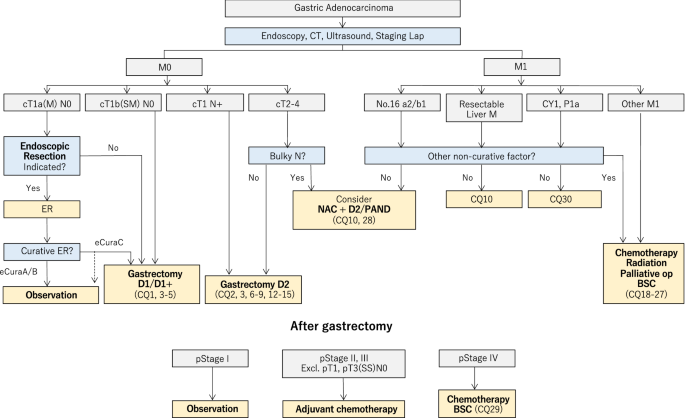 Gastric Adenocarcinoma
Endoscopy, CT, Ultrasound, Staging Lap
M0
M1
cT1a(M) N0
cT1b(SM) N0
cT1 N+
cT2-4
No.16 a2/b1
Resectable
Liver M
CY1, P1a
Other M1
Endoscopic
Resection
Indicated?
No
Bulky N?
Other non-curative factor?
Yes
No
Yes
No
No
No
Yes
ER
Consider
NAC + D2/PAND
(CQ10, 28)
CQ10
CQ30
Curative ER?
eCuraC
eCuraA/B
Observation
Gastrectomy
D1/D1+
(CQ1, 3-5)
Gastrectomy D2
(CQ2, 3, 6-9, 12-15)
Chemotherapy
Radiation
Palliative op
BSC
(CQ18-27)
After gastrectomy
pStage I
pStage II, III
Excl. pT1, pT3(SS)N0
pStage IV
Observation
Adjuvant chemotherapy
Chemotherapy
BSC (CQ29)